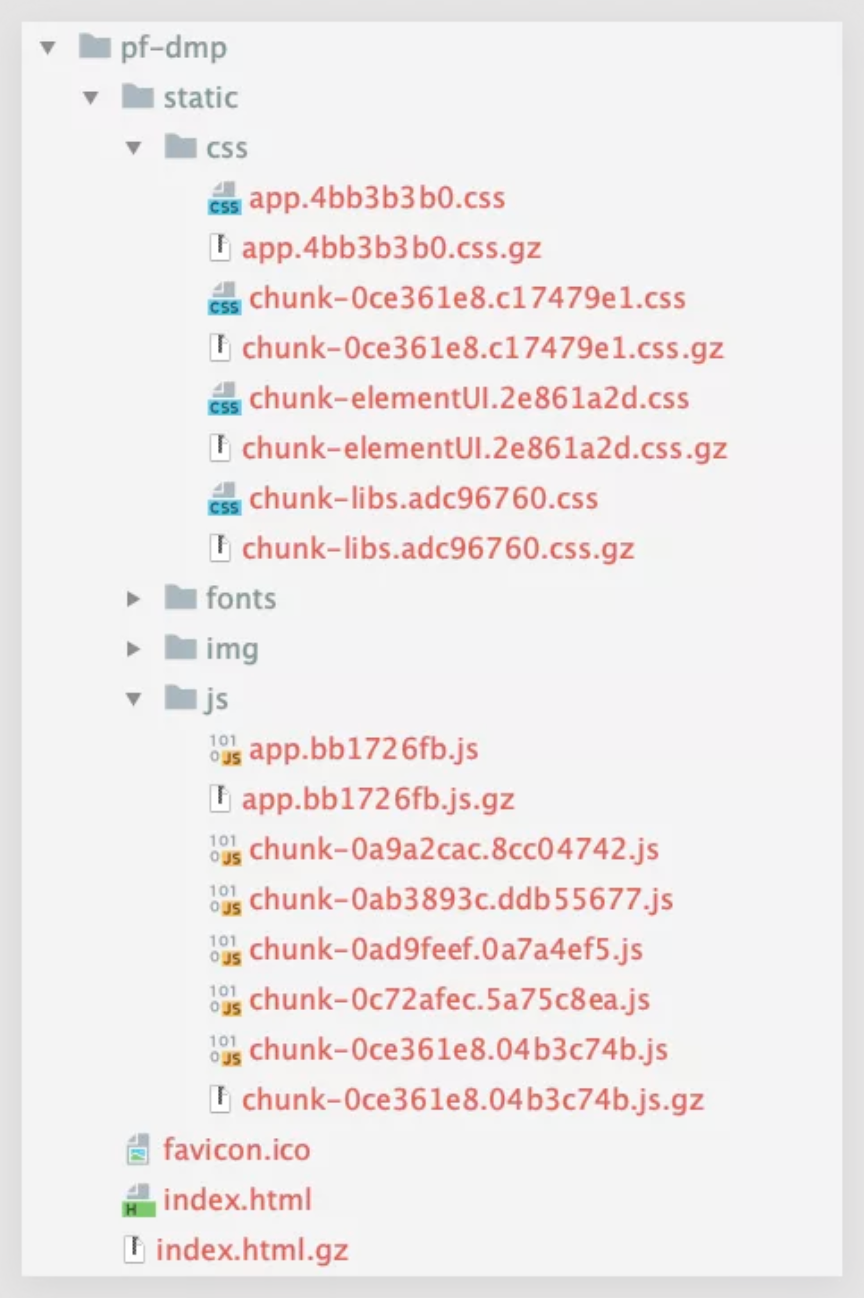 pf-dmp
static
css
app.4bb3b3b0.css
app.4bb3b3b0.css.gz
chunk-0ce361e8.c17479e1.css
chunk-0ce361e8.c17479e1.css.gz
chunk-elementUI.2e861a2d.css
chunk-elementUI.2e861a2d.css.gz
chunk-libs.adc96760.css
chunk-libs.adc96760.css.gz
fonts
img
js
app.bb1726fb.js
app.bb1726fb.js.gz
chunk-0a9a2cac.8cc04742.js
chunk-0ab3893c.ddb55677.js
chunk-0ad9feef.0a7a4ef5.js
chunk-0c72afec.5a75c8ea.js
chunk-0ce361e8.04b3c74b.js
chunk-0ce361e8.04b3c74b.js.gz
favicon.ico
index.html
index.html.gz